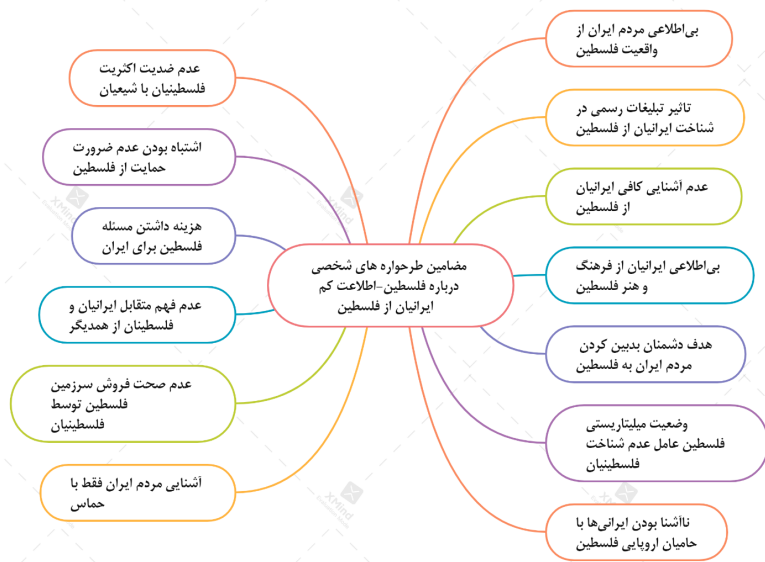 مضامین طرحواره های شخصی
درباره فلسطین-اطلاعت کم
ایرانیان از فلسطین
بی‌اطلاعی مردم ایران از
واقعیت فلسطین
تاثیر تبلیغات رسمی در
شناخت ایرانیان از فلسطین
عدم آشنایی کافی ایرانیان
از فلسطین
بی‌اطلاعی ایرانیان از فرهنگ
و هنر فلسطین
هدف دشمنان بدبین کردن
مردم ایران به فلسطین
وضعیت میلیتاریستی
فلسطین عامل عدم شناخت
فلسطینیان
ناآشنا بودن ایرانی‌ها با
حامیان اروپایی فلسطین
عدم ضدیت اکثریت
فلسطینیان با شیعیان
اشتباه بودن عدم ضرورت
حمایت از فلسطین
هزینه داشتن مسئله
فلسطین برای ایران
عدم فهم متقابل ایرانیان و
فلسطینان از همدیگر
عدم صحت فروش سرزمین
فلسطین توسط
فلسطینیان
آشنایی مردم ایران فقط با
حماس
XMind
XMind
XMind
XMind